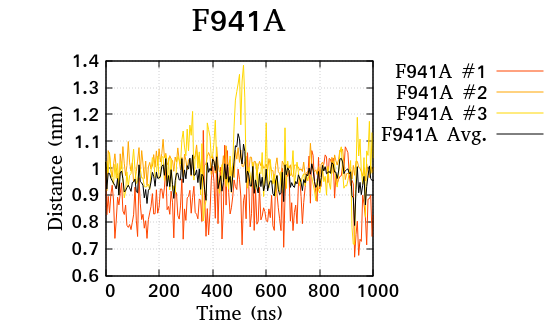 F941A
1.4
1.3
1.2
1.1
1
0.9
0.8
0.7
0.6
Distance (nm)
0 200 400 600 800 1000
Time (ns)
F941A #1
F941A #2
F941A #3
F941A Avg.